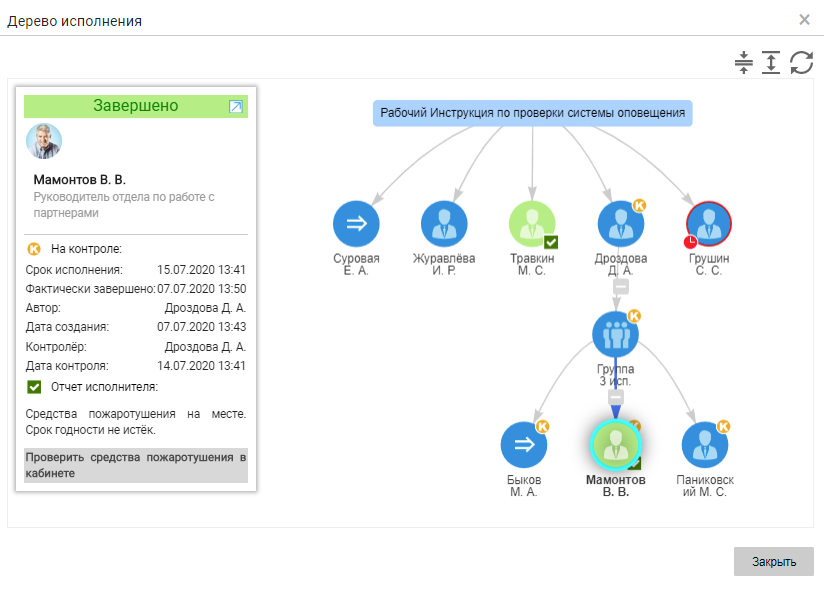 Дерево исполнения
Завершено
Мамонтов В. В.
Руководитель отдела по работе с
партнерами
К На контроле:
Срок исполнения: 15.07.2020 13:41
Фактически завершено: 07.07.2020 13:50
Автор: Дроздова Д. А.
Дата создания: 07.07.2020 13:43
Контролёр: Дроздова Д. А.
Дата контроля: 14.07.2020 13:41
Отчет исполнителя:
Средства пожаротушения на месте.
Срок годности не истёк.
Проверить средства пожаротушения в
кабинете
Рабочий Инструкция по проверки системы оповещения
К
Суровая
Е. А.
Журавлёва
И. Р.
Травкин
М. С.
Дроздова
Д. А.
Грушин
С. С.
К
Группа
3 исп.
К
К
К
Быков
М. А.
Мамонтов
В. В.
Паниковск
ий М. С.
Закрыть